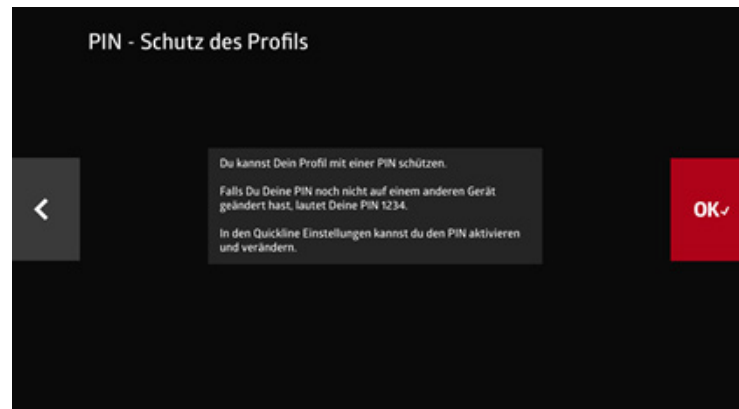 PIN - Schutz des Profils
Du kannst Dein Profil mit einer PIN schützen.
Falls Du Deine PIN noch nicht auf einem anderen Gerät
geändert hast, lautet Deine PIN 1234.
In den Quickline Einstellungen kannst du den PIN aktivieren
und verändern.
OK✓